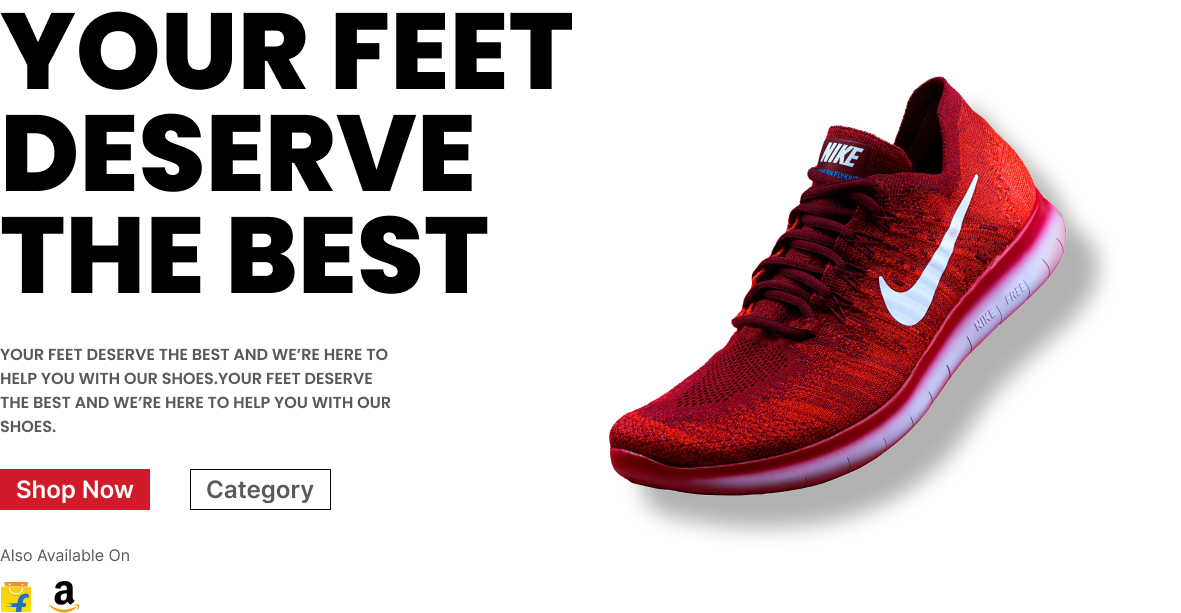 YOUR FEET
DESERVE
THE BEST
YOUR FEET DESERVE THE BEST AND WE’RE HERE TO
HELP YOU WITH OUR SHOES.YOUR FEET DESERVE
THE BEST AND WE’RE HERE TO HELP YOU WITH OUR
SHOES.
Shop Now
Category
Also Available On
f
a
NIKE
NIKE FREE